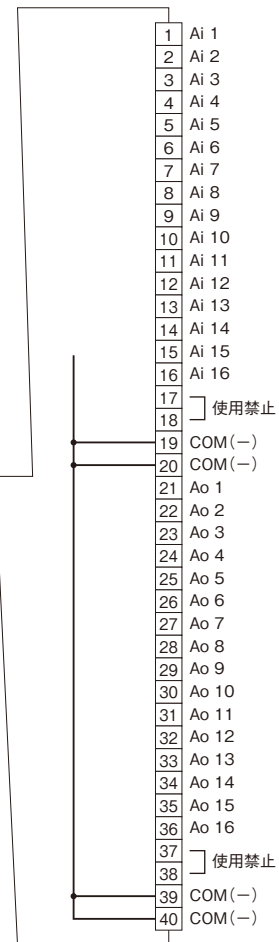 1 Ai 1
2 Ai 2
3 Ai 3
4 Ai 4
5 Ai 5
6 Ai 6
7 Ai 7
8 Ai 8
9 Ai 9
10 Ai 10
11 Ai 11
12 Ai 12
13 Ai 13
14 Ai 14
15 Ai 15
16 Ai 16
17
使用禁止
18
19 COM(−)
20 COM(−)
21 Ao 1
22 Ao 2
23 Ao 3
24 Ao 4
25 Ao 5
26 Ao 6
27 Ao 7
28 Ao 8
29 Ao 9
30 Ao 10
31 Ao 11
32 Ao 12
33 Ao 13
34 Ao 14
35 Ao 15
36 Ao 16
37
使用禁止
38
39 COM(−)
40 COM(−)